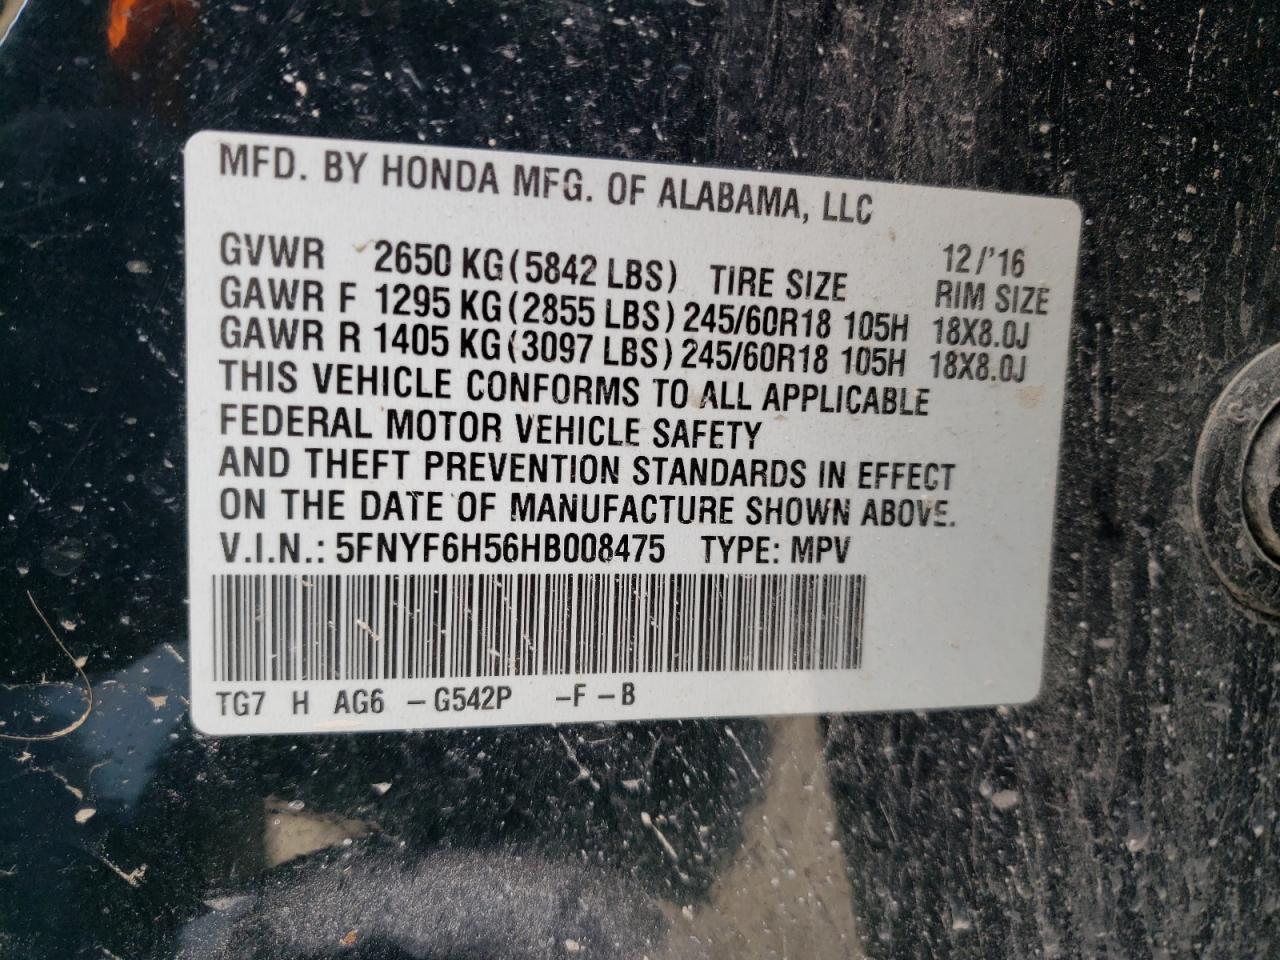 MFD. BY HONDA MFG. OF ALABAMA, LLC
12/'16
GVWR 2650 KG (5842 LBS) TIRE SIZE RIM SIZE
GAWR F 1295 KG (2855 LBS) 245/60R18 105H 18X8.0J
GAWR R 1405 KG (3097 LBS) 245/60R18 105H 18X8.0J
THIS VEHICLE CONFORMS TO ALL APPLICABLE
FEDERAL MOTOR VEHICLE SAFETY
AND THEFT PREVENTION STANDARDS IN EFFECT
ON THE DATE OF MANUFACTURE SHOWN ABOVE.
V.I.N.: 5FNYF6H56HB008475 TYPE: MPV
TG7 H AG6 –G542P –F –B